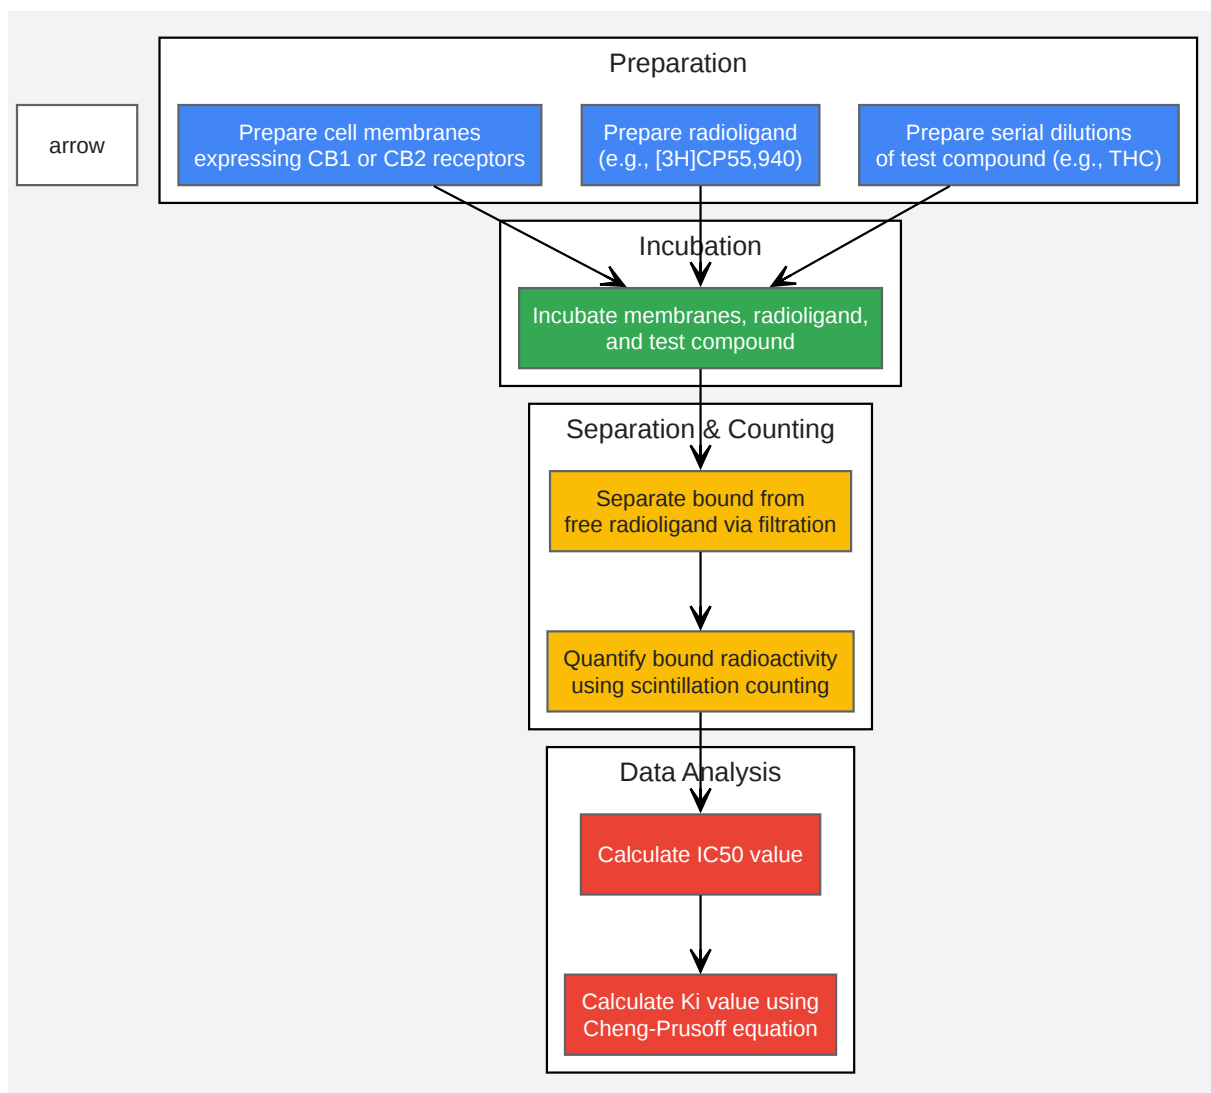 Preparation
arrow
Prepare cell membranes
expressing CB1 or CB2 receptors
Prepare radioligand
(e.g., [3H]CP55,940)
Prepare serial dilutions
of test compound (e.g., THC)
Incubation
Incubate membranes, radioligand,
and test compound
Separation & Counting
Separate bound from
free radioligand via filtration
Quantify bound radioactivity
using scintillation counting
Data Analysis
Calculate IC50 value
Calculate Ki value using
Cheng-Prusoff equation